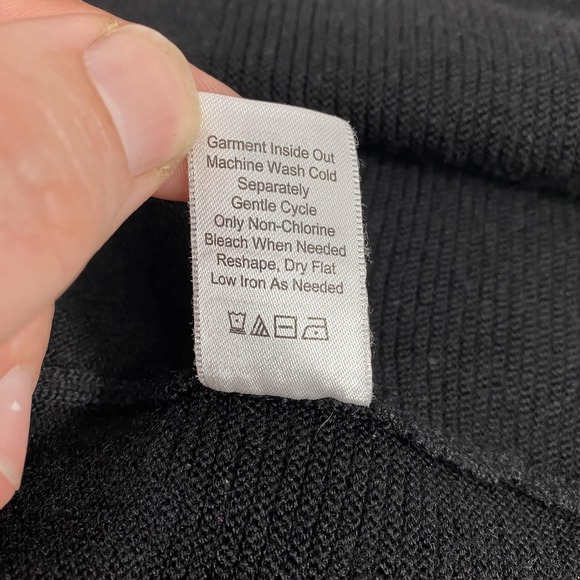 Garment Inside Out
Machine Wash Cold
Separately
Gentle Cycle
Only Non-Chlorine
Bleach When Needed
Reshape, Dry Flat
Low Iron As Needed